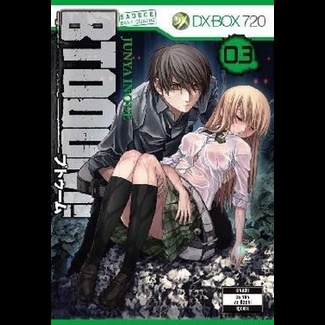 DX-BOX 720
03
JUNYA INOUE
BTOOOM!
ブトゥーム